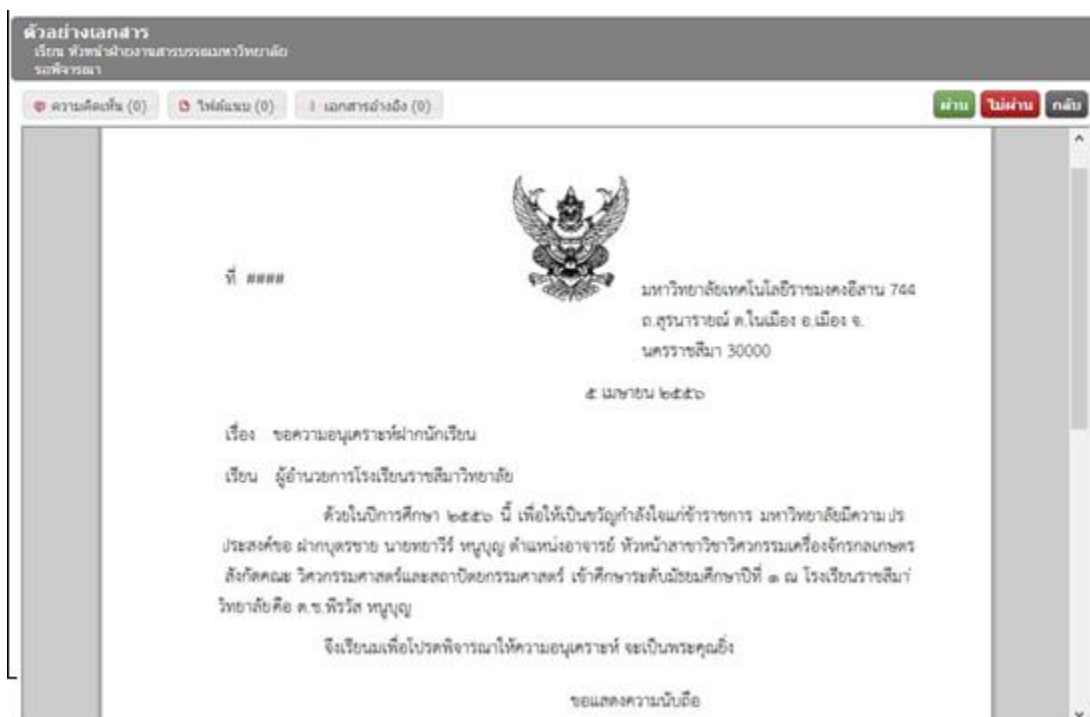 ตัวอย่างเอกสาร
เรียน หัวหน้าฝ่ายงานสารบรรณมหาวิทยาลัย
รอพิจารณา
ความคิดเห็น (0) ไฟล์แนบ (0) เอกสารอ้างอิง (0) ผ่าน ไม่ผ่าน กลับ
ที่ ####
มหาวิทยาลัยเทคโนโลยีราชมงคงอีสาน 744
ถ.สุรนารายณ์ ต.ในเมือง อ.เมือง จ.
นครราชสีมา 30000
๕ เมษายน ๒๕๕๖
เรื่อง ขอความอนุเคราะห์ฝากนักเรียน
เรียน ผู้อำนวยการโรงเรียนราชสีมาวิทยาลัย
ด้วยในปีการศึกษา ๒๕๕๖ นี้ เพื่อให้เป็นขวัญกำลังใจแก่ข้าราชการ มหาวิทยาลัยมีความ ปร
ประสงค์ขอ ฝากบุตรชาย นายทยาวีร์ หนูบุญ ตำแหน่งอาจารย์ หัวหน้าสาขาวิชาวิศวกรรมเครื่องจักรกลเกษตร
สังกัดคณะ วิศวกรรมศาสตร์และสถาปัตยกรรมศาสตร์ เข้าศึกษาระดับมัธยมศึกษาปีที่ ๑ ณ โรงเรียนราชสีมา
วิทยาลัย คือ ด.ช.พีรวัส หนูบุญ
จึงเรียนมเพื่อโปรดพิจารณาให้ความอนุเคราะห์ จะเป็นพระคุณยิ่ง
ขอแสดงความนับถือ